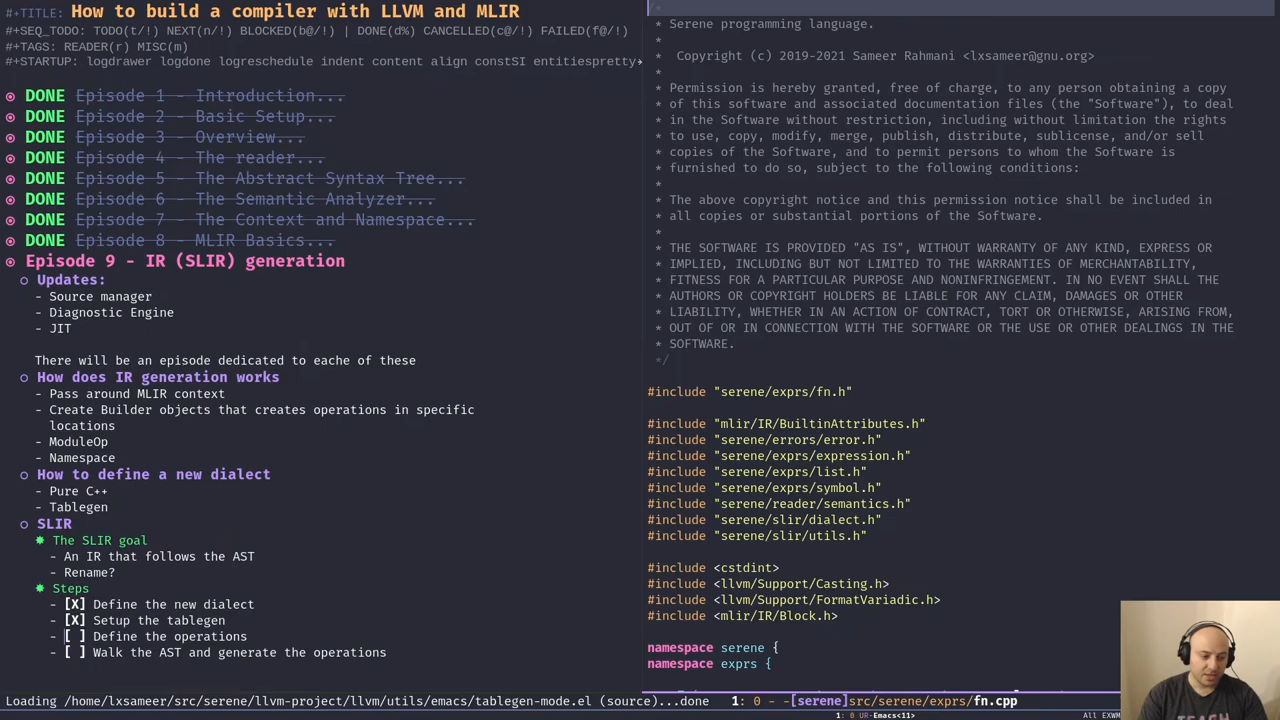 #+TITLE: How to build a compiler with LLVM and MLIR
#+SEQ_TODO: TODO(t/!) NEXT(n/!) BLOCKED(b@/!) | DONE(d%) CANCELLED(c@/!) FAILED(f@/!)
#+TAGS: READER(r) MISC(m)
#+STARTUP: logdrawer logdone logreschedule indent content align constSI entitiespretty
DONE Episode 1 - Introduction...
DONE Episode 2 - Basic Setup...
DONE Episode 3 - Overview...
DONE Episode 4 - The reader...
DONE Episode 5 - The Abstract Syntax Tree...
DONE Episode 6 - The Semantic Analyzer...
DONE Episode 7 - The Context and Namespace...
DONE Episode 8 - MLIR Basics...
Episode 9 - IR (SLIR) generation
Updates:
- Source manager
- Diagnostic Engine
- JIT
There will be an episode dedicated to eache of these
How does IR generation works
- Pass around MLIR context
- Create Builder objects that creates operations in specific
locations
- ModuleOp
- Namespace
How to define a new dialect
- Pure C++
- Tablegen
SLIR
The SLIR goal
- An IR that follows the AST
- Rename?
Steps
- [X] Define the new dialect
- [X] Setup the tablegen
- [ ] Define the operations
- [ ] Walk the AST and generate the operations
Loading /home/lxsameer/src/serene/llvm-project/llvm/utils/emacs/tablegen-mode.el (source)...done
/*
* Serene programming language.
*
* Copyright (c) 2019-2021 Sameer Rahmani <lxsameer@gnu.org>
*
* Permission is hereby granted, free of charge, to any person obtaining a copy
* of this software and associated documentation files (the "Software"), to deal
* in the Software without restriction, including without limitation the rights
* to use, copy, modify, merge, publish, distribute, sublicense, and/or sell
* copies of the Software, and to permit persons to whom the Software is
* furnished to do so, subject to the following conditions:
*
* The above copyright notice and this permission notice shall be included in
* all copies or substantial portions of the Software.
*
* THE SOFTWARE IS PROVIDED "AS IS", WITHOUT WARRANTY OF ANY KIND, EXPRESS OR
* IMPLIED, INCLUDING BUT NOT LIMITED TO THE WARRANTIES OF MERCHANTABILITY,
* FITNESS FOR A PARTICULAR PURPOSE AND NONINFRINGEMENT. IN NO EVENT SHALL THE
* AUTHORS OR COPYRIGHT HOLDERS BE LIABLE FOR ANY CLAIM, DAMAGES OR OTHER
* LIABILITY, WHETHER IN AN ACTION OF CONTRACT, TORT OR OTHERWISE, ARISING FROM,
* OUT OF OR IN CONNECTION WITH THE SOFTWARE OR THE USE OR OTHER DEALINGS IN THE
* SOFTWARE.
*/
#include "serene/exprs/fn.h"
#include "mlir/IR/BuiltinAttributes.h"
#include "serene/errors/error.h"
#include "serene/exprs/expression.h"
#include "serene/exprs/list.h"
#include "serene/exprs/symbol.h"
#include "serene/reader/semantics.h"
#include "serene/slir/dialect.h"
#include "serene/slir/utils.h"
#include <cstdint>
#include <llvm/Support/Casting.h>
#include <llvm/Support/FormatVariadic.h>
#include <mlir/IR/Block.h>
namespace serene {
namespace exprs {
1: 0 - -[serene]src/serene/exprs/fn.cpp
1: 0 UR-Emacs<11> All EXWM